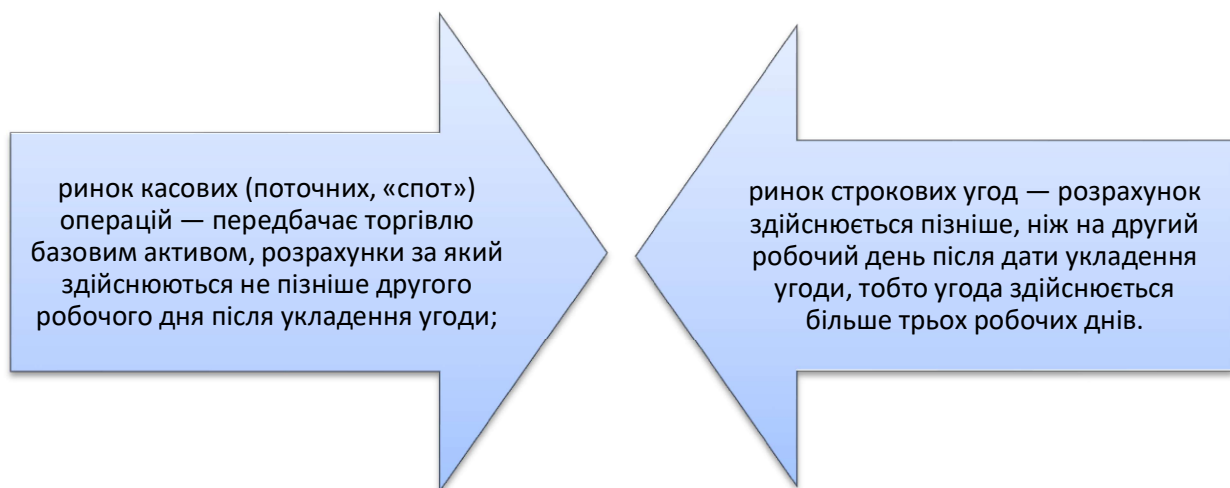 ринок касових (поточних, «спот»)
операцій — передбачає торгівлю
базовим активом, розрахунки за який
здійснюються не пізніше другого
робочого дня після укладення угоди;
ринок строкових угод — розрахунок
здійснюється пізніше, ніж на другий
робочий день після дати укладення
угоди, тобто угода здійснюється
більше трьох робочих днів.